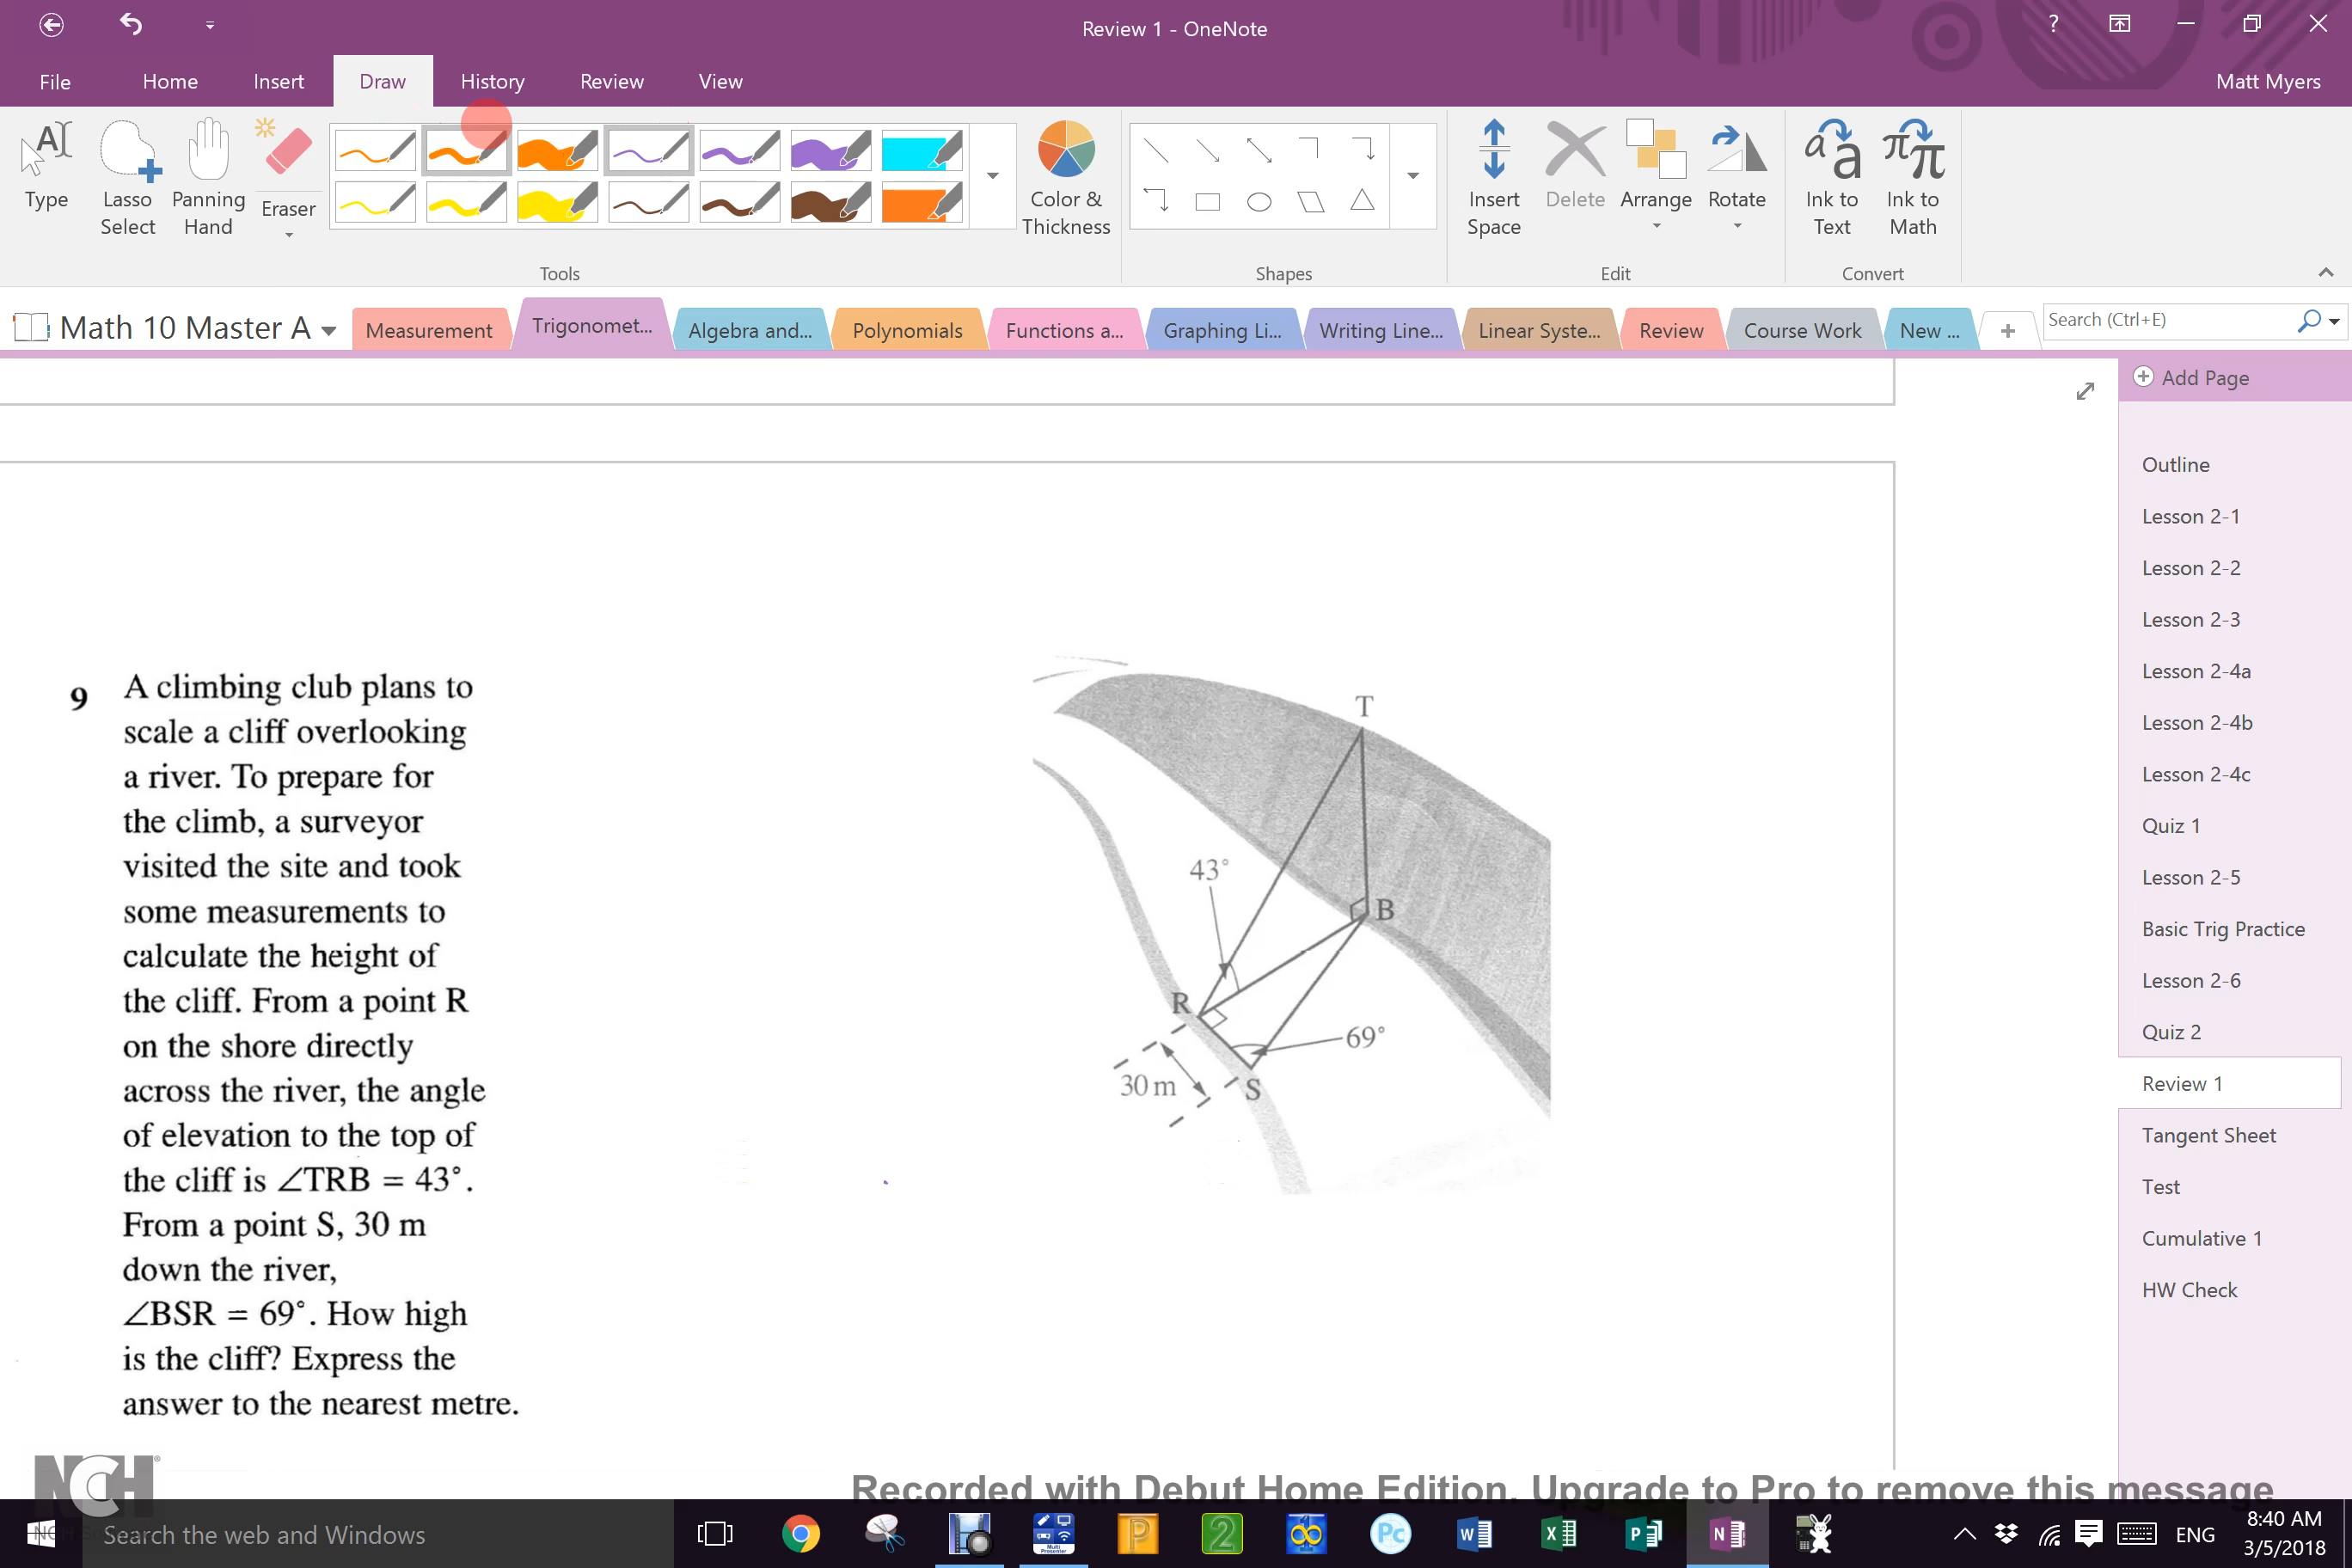 Review 1 - OneNote
?
File Home Insert Draw History Review View
Matt Myers
Type
Lasso Select
Panning Hand
Eraser
Color & Thickness
Insert Space
Delete
Arrange
Rotate
Ink to Text
Ink to Math
Tools
Shapes
Edit
Convert
Math 10 Master A
Measurement
Trigonomet...
Algebra and...
Polynomials
Functions a...
Graphing Li...
Writing Line...
Linear Syste...
Review
Course Work
New ...
+
Search (Ctrl+E)
Add Page
Outline
Lesson 2-1
Lesson 2-2
Lesson 2-3
Lesson 2-4a
Lesson 2-4b
Lesson 2-4c
Quiz 1
Lesson 2-5
Basic Trig Practice
Lesson 2-6
Quiz 2
Review 1
Tangent Sheet
Test
Cumulative 1
HW Check
9 A climbing club plans to
scale a cliff overlooking
a river. To prepare for
the climb, a surveyor
visited the site and took
some measurements to
calculate the height of
the cliff. From a point R
on the shore directly
across the river, the angle
of elevation to the top of
the cliff is ∠TRB = 43°.
From a point S, 30 m
down the river,
∠BSR = 69°. How high
is the cliff? Express the
answer to the nearest metre.
T
43°
B
R
69°
30 m
S
NCH
Recorded with Debut Home Edition. Upgrade to Pro to remove this message
Search the web and Windows
ENG
8:40 AM
3/5/2018